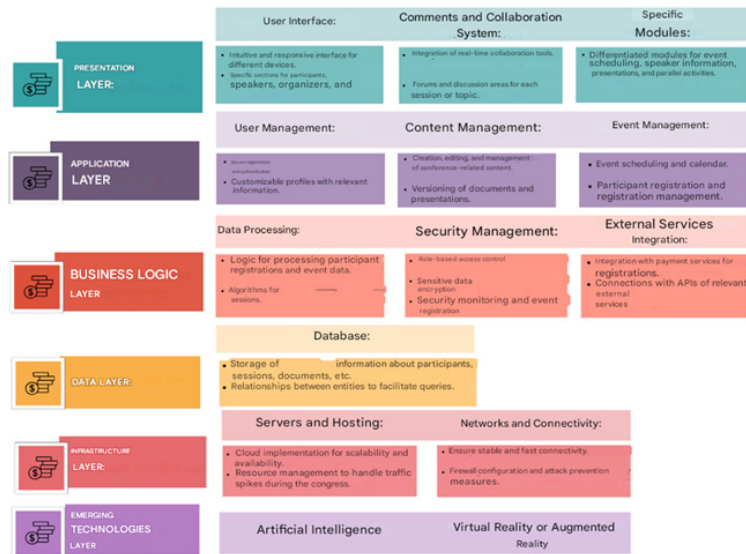 User Interface:
Comments and Collaboration
System:
Specific
Modules:
PRESENTATION
LAYER:
• Intuitive and responsive interface for
different devices.
• Specific sections for participants,
speakers, organizers, and
• Integration of real-time collaboration tools.
• Forums and discussion areas for each
session or topic.
• Differentiated modules for event
scheduling, speaker information,
presentations, and parallel activities.
User Management:
Content Management:
Event Management:
APPLICATION
LAYER
• Secure registration
and authentication
• Customizable profiles with relevant
information.
• Creation, editing, and management
of conference-related content.
• Versioning of documents and
presentations.
• Event scheduling and calendar.
• Participant registration and
registration management.
Data Processing:
Security Management:
External Services
Integration:
BUSINESS LOGIC
LAYER
• Logic for processing participant
registrations and event data.
• Algorithms for
sessions.
• Role-based access control
• Sensitive data
encryption
• Security monitoring and event
registration
• Integration with payment services for
registrations.
• Connections with APIs of relevant
external
services
Database:
DATA LAYER:
• Storage of information about participants,
sessions, documents, etc.
• Relationships between entities to facilitate queries.
Servers and Hosting:
Networks and Connectivity:
INFRASTRUCTURE
LAYER:
• Cloud implementation for scalability and
availability.
• Resource management to handle traffic
spikes during the congress.
• Ensure stable and fast connectivity.
• Firewall configuration and attack prevention
measures.
EMERGING
TECHNOLOGIES
LAYER
Artificial Intelligence
Virtual Reality or Augmented
Reality